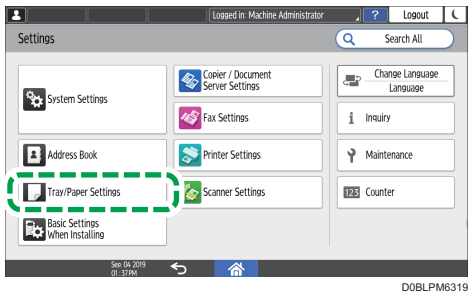 Logged in: Machine Administrator
?
Logout
Settings
Search All
System Settings
Copier / Document
Server Settings
Change Language
Language
Fax Settings
i Inquiry
Address Book
Printer Settings
Maintenance
Tray/Paper Settings
Scanner Settings
123 Counter
Basic Settings
When Installing
Sep. 04 2019
01:37PM
D0BLPM6319